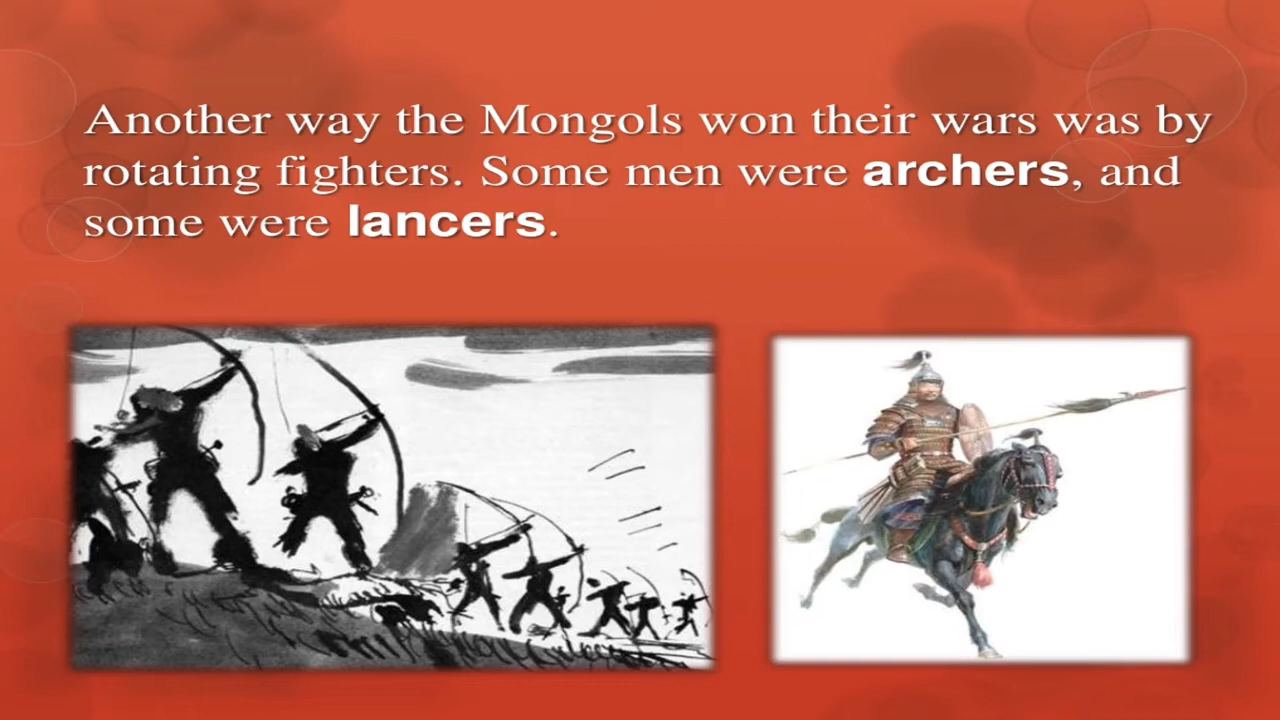 Another way the Mongols won their wars was by
rotating fighters. Some men were archers, and
some were lancers.